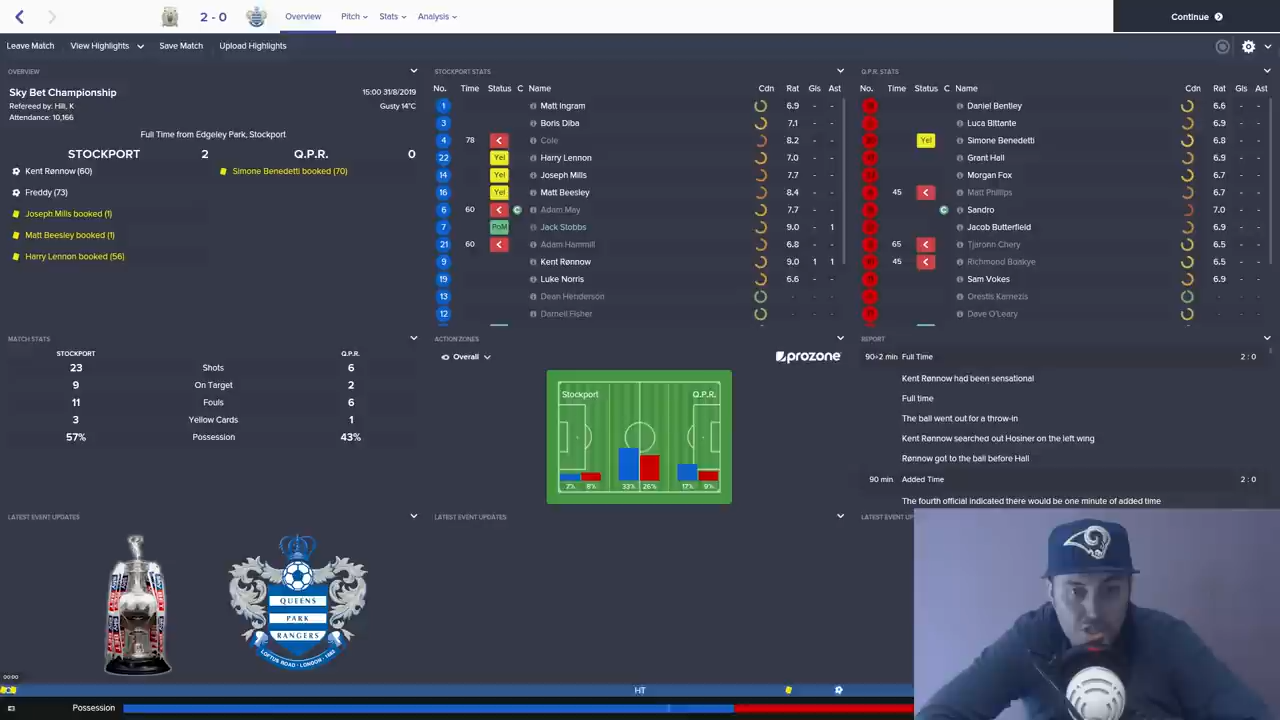 2 - 0
Overview
Pitch
Stats
Analysis
Continue
Leave Match
View Highlights
Save Match
Upload Highlights
OVERVIEW
Sky Bet Championship
15:00 31/8/2019
Refereed by: Hill, K
Gusty 14°C
Attendance: 10,166
Full Time from Edgeley Park, Stockport
STOCKPORT 2 Q.P.R. 0
Kent Rønnow (60)
Simone Benedetti booked (70)
Freddy (73)
Joseph Mills booked (1)
Matt Beesley booked (1)
Harry Lennon booked (56)
STOCKPORT STATS
No. Time Status C Name Cdn Rat Gls Ast
1 Matt Ingram 6.9 - -
3 Boris Diba 7.1 - -
4 78 Cole 8.2 - -
22 Yel Harry Lennon 7.0 - -
14 Yel Joseph Mills 7.7 - -
16 Yel Matt Beesley 8.4 - -
6 60 C Adam May 7.7 - -
7 PoM Jack Stobbs 9.0 - 1
21 60 Adam Hammill 6.8 - -
9 Kent Rønnow 9.0 1 1
19 Luke Norris 6.6 - -
13 Dean Henderson - - -
12 Darnell Fisher - - -
Q.P.R. STATS
No. Time Status C Name Cdn Rat Gls Ast
Daniel Bentley 6.6 - -
Luca Bittante 6.9 - -
Yel Simone Benedetti 6.8 - -
Grant Hall 6.9 - -
Morgan Fox 6.7 - -
45 Matt Phillips 6.7 - -
C Sandro 7.0 - -
Jacob Butterfield 6.9 - -
65 Tjaronn Chery 6.5 - -
45 Richmond Boakye 6.5 - -
Sam Vokes 6.9 - -
Orestis Karnezis - - -
Dave O'Leary - - -
MATCH STATS
STOCKPORT Q.P.R.
23 Shots 6
9 On Target 2
11 Fouls 6
3 Yellow Cards 1
57% Possession 43%
ACTION ZONES
Overall
prozone
Stockport Q.P.R.
2% 8% 33% 26% 17% 9%
REPORT
90+2 min Full Time 2 : 0
Kent Rønnow had been sensational
Full time
The ball went out for a throw-in
Kent Rønnow searched out Hosiner on the left wing
Rønnow got to the ball before Hall
90 min Added Time 2 : 0
The fourth official indicated there would be one minute of added time
LATEST EVENT UPDATES
LATEST EVENT UPDATES
QUEENS
PARK
RANGERS
LOFTUS ROAD · LONDON · 1882
00:00
HT
Possession